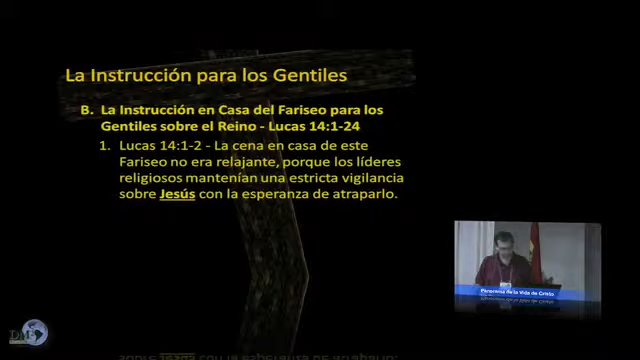 La Instrucción para los Gentiles
B. La Instrucción en Casa del Fariseo para los
Gentiles sobre el Reino - Lucas 14:1-24
1. Lucas 14:1-2 - La cena en casa de este
Fariseo no era relajante, porque los líderes
religiosos mantenían una estricta vigilancia
sobre Jesús con la esperanza de atraparlo.
Panorama de la Vida de Cristo